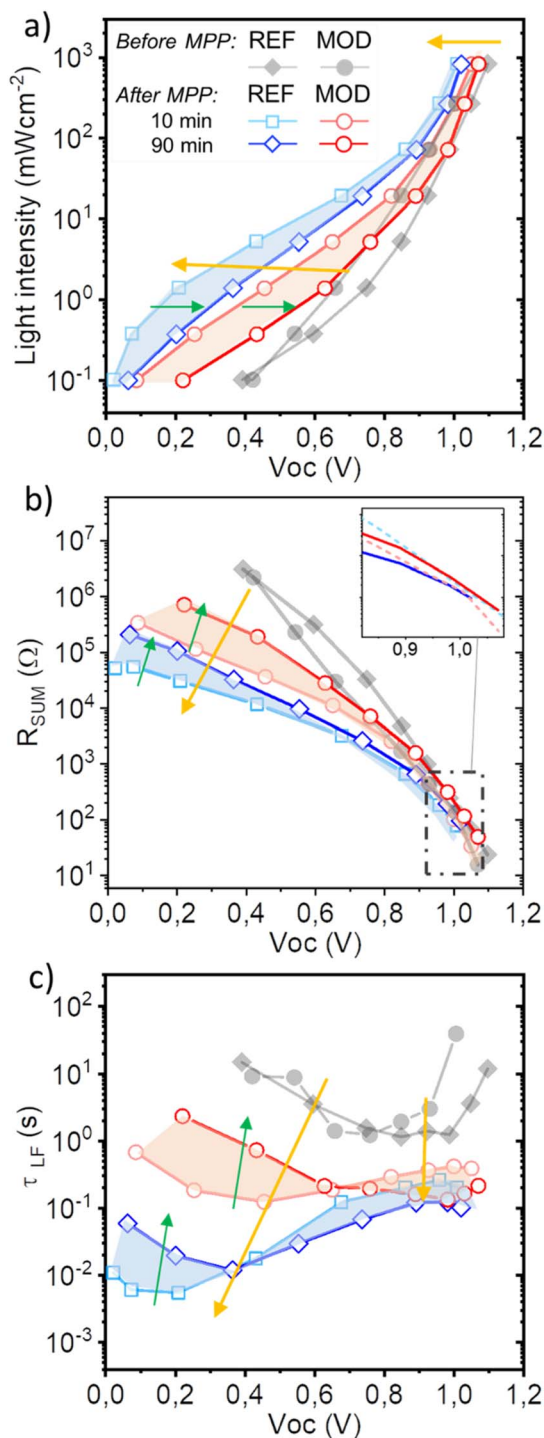 a)
Before MPP: REF MOD
After MPP: REF MOD
10 min
90 min
10³
10²
10¹
10⁰
10⁻¹
Light intensity (mWcm⁻²)
0,0 0,2 0,4 0,6 0,8 1,0 1,2
Voc (V)
b)
10⁷
10⁶
10⁵
10⁴
10³
10²
10¹
R_SUM (Ω)
0,9 1,0
0,0 0,2 0,4 0,6 0,8 1,0 1,2
Voc (V)
c)
10²
10¹
10⁰
10⁻¹
10⁻²
10⁻³
τ_LF (s)
0,0 0,2 0,4 0,6 0,8 1,0 1,2
Voc (V)